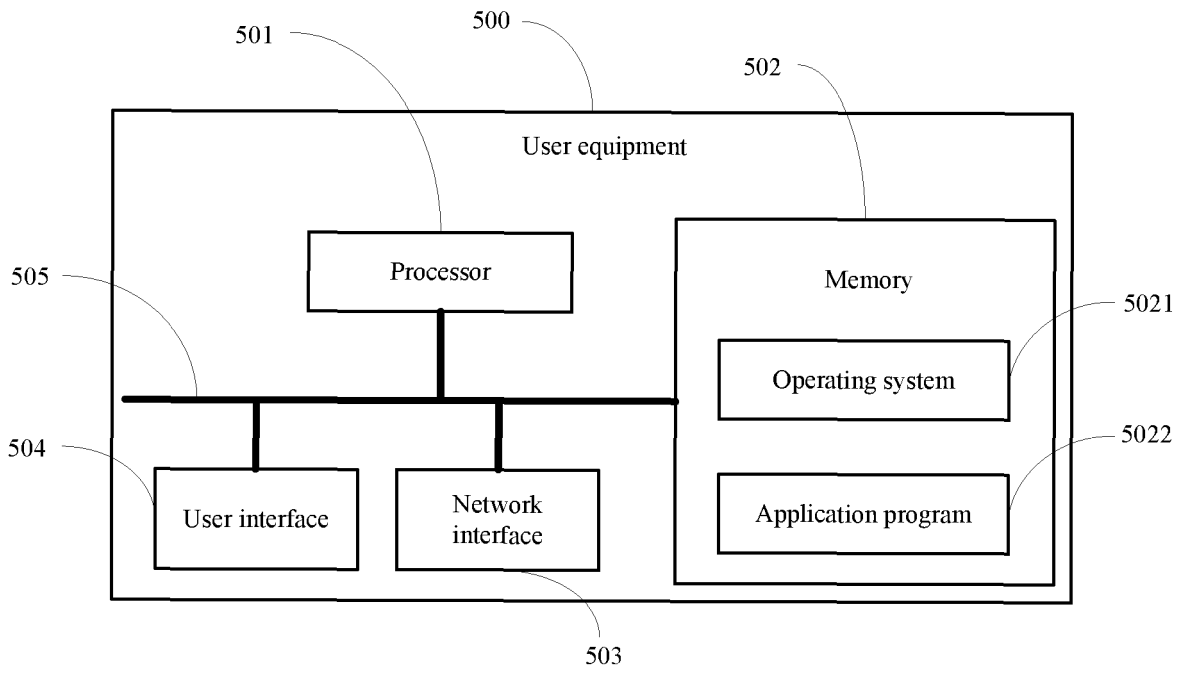 500
501
502
User equipment
Processor
505
Memory
5021
Operating system
5022
504
User interface
Network
interface
Application program
503